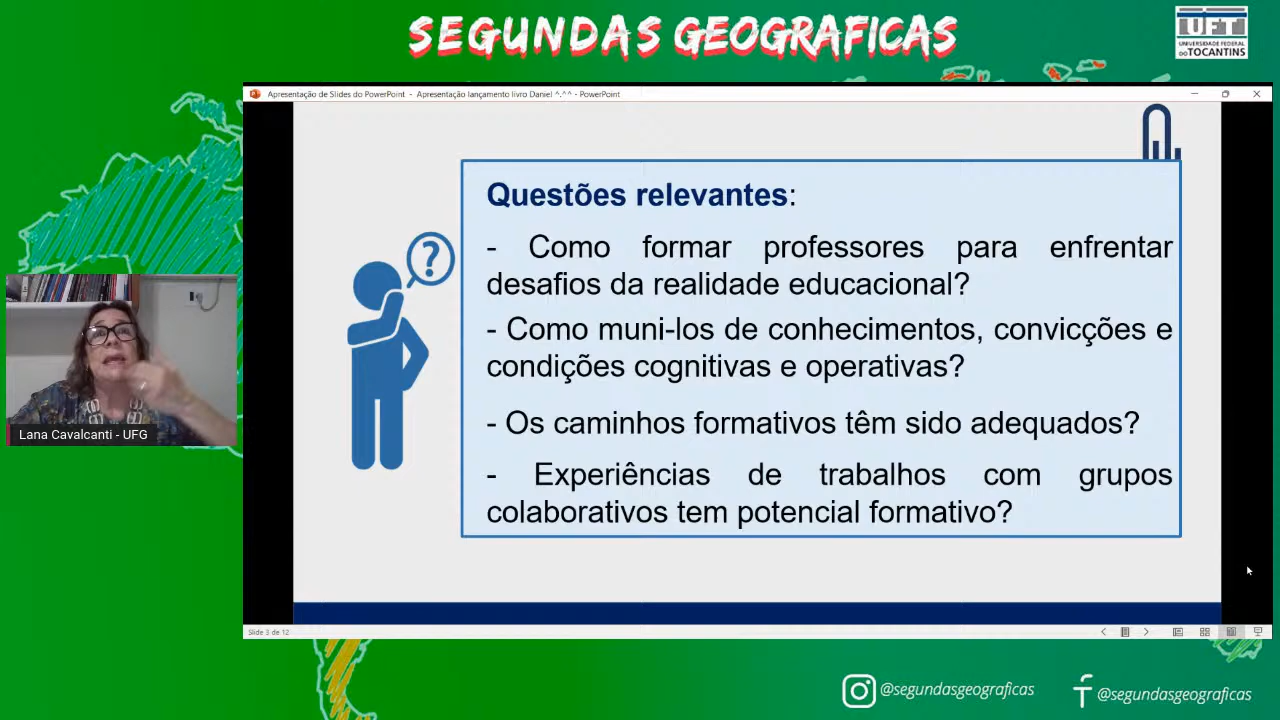 SEGUNDAS GEOGRAFICAS
UFT
UNIVERSIDADE FEDERAL
DO TOCANTINS
Apresentação de Slides do PowerPoint - Apresentação lançamento livro Daniel ^.^^ - PowerPoint
Questões relevantes:
- Como formar professores para enfrentar
desafios da realidade educacional?
- Como muni-los de conhecimentos, convicções e
condições cognitivas e operativas?
- Os caminhos formativos têm sido adequados?
- Experiências de trabalhos com grupos
colaborativos tem potencial formativo?
Lana Cavalcanti - UFG
Slide 3 de 12
@segundasgeograficas
@segundasgeograficas